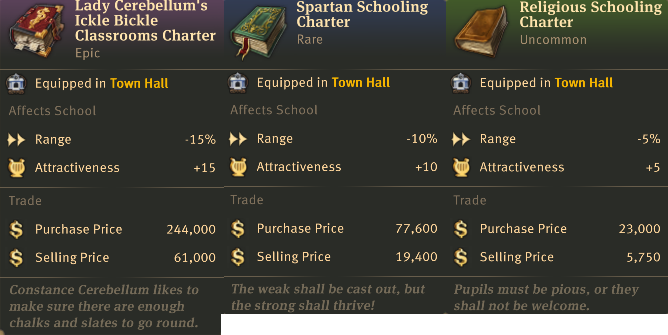 Lady Cerebellum's
Ickle Bickle
Classrooms Charter
Epic
Equipped in Town Hall
Affects School
Range -15%
Attractiveness +15
Trade
Purchase Price 244,000
Selling Price 61,000
Constance Cerebellum likes to
make sure there are enough
chalks and slates to go round.
Spartan Schooling
Charter
Rare
Equipped in Town Hall
Affects School
Range -10%
Attractiveness +10
Trade
Purchase Price 77,600
Selling Price 19,400
The weak shall be cast out, but
the strong shall thrive!
Religious Schooling
Charter
Uncommon
Equipped in Town Hall
Affects School
Range -5%
Attractiveness +5
Trade
Purchase Price 23,000
Selling Price 5,750
Pupils must be pious, or they
shall not be welcome.